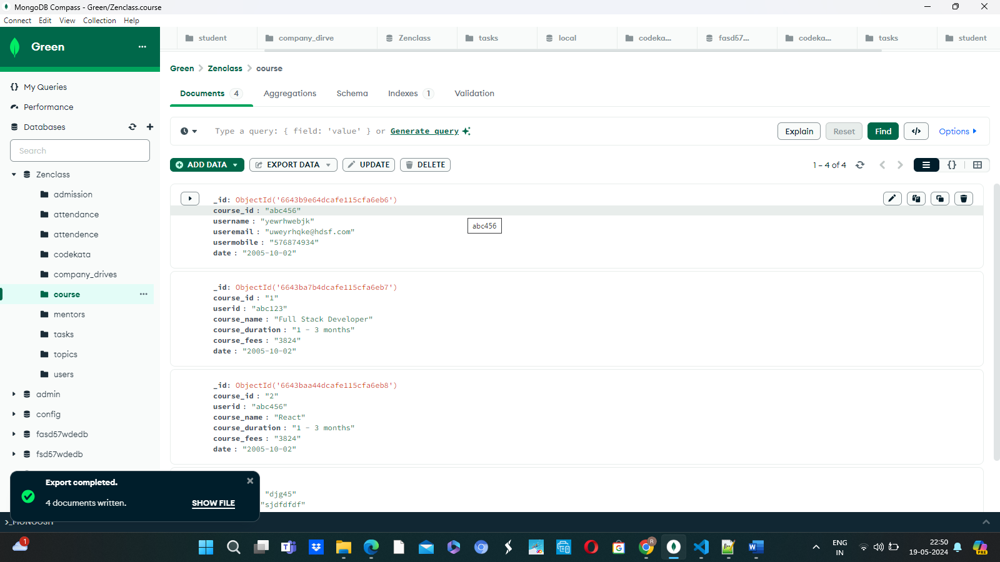 MongoDB Compass - Green/Zenclass.course
Connect Edit View Collection Help
Green ...
student company_dirve Zenclass tasks local codeka... fasd57... codeka... tasks student
Green > Zenclass > course
{} My Queries
Performance
Databases
Search
Zenclass
admission
attendance
attendence
codekata
company_drives
course ...
mentors
tasks
topics
users
admin
config
fasd57wdedb
fsd57wdedb
Documents 4 Aggregations Schema Indexes 1 Validation
Type a query: { field: 'value' } or Generate query
Explain Reset Find </> Options
ADD DATA EXPORT DATA UPDATE DELETE
1 – 4 of 4 {}
_id: ObjectId('6643b9e64dcafe115cfa6eb6')
course_id : "abc456"
username : "yewrhwebjk"
useremail : "uweyrhqke@hdsf.com"
usermobile : "576874934"
date : "2005-10-02"
abc456
_id: ObjectId('6643ba7b4dcafe115cfa6eb7')
course_id : "1"
userid : "abc123"
course_name : "Full Stack Developer"
course_duration : "1 - 3 months"
course_fees : "3824"
date : "2005-10-02"
_id: ObjectId('6643baa44dcafe115cfa6eb8')
course_id : "2"
userid : "abc456"
course_name : "React"
course_duration : "1 - 3 months"
course_fees : "3824"
date : "2005-10-02"
"djg45"
"sjdfdfdf"
Export completed.
4 documents written. SHOW FILE
>_MONGOSH
1
R
W
PRE
ENG
IN
22:50
19-05-2024